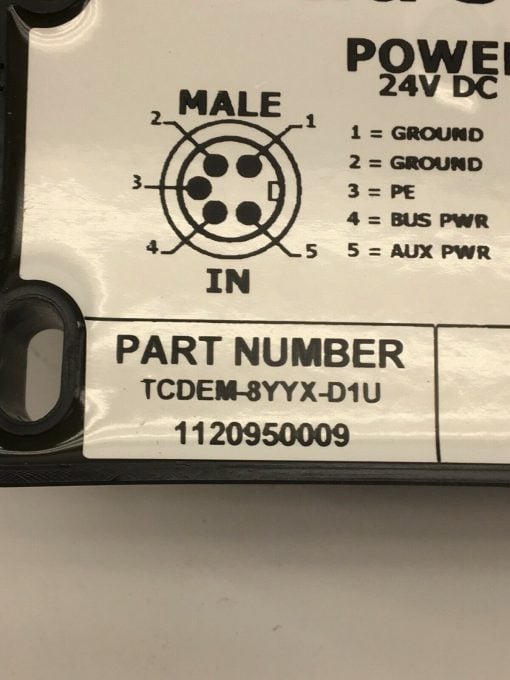 POWE
24V DC
MALE
2 1
1 = GROUND
2 = GROUND
3
3 = PE
4 = BUS PWR
4 5
5 = AUX PWR
IN
PART NUMBER
TCDEM-8YYX-D1U
1120950009